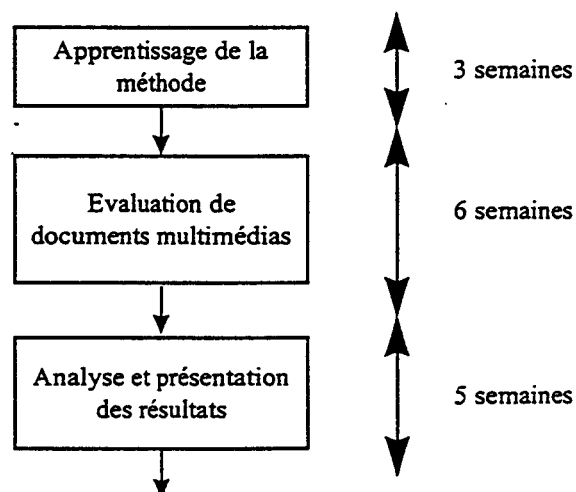 Apprentissage de la
méthode
3 semaines
Evaluation de
documents multimédias
6 semaines
Analyse et présentation
des résultats
5 semaines